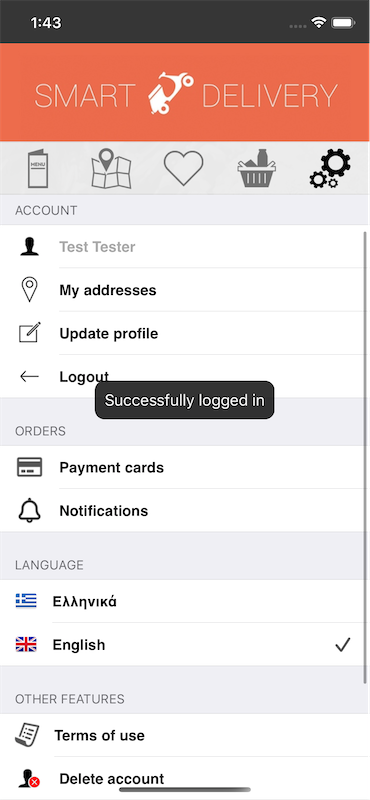 1:43
SMART DELIVERY
MENU
ACCOUNT
Test Tester
My addresses
Update profile
Logout
Successfully logged in
ORDERS
Payment cards
Notifications
LANGUAGE
Ελληνικά
English
OTHER FEATURES
Terms of use
Delete account